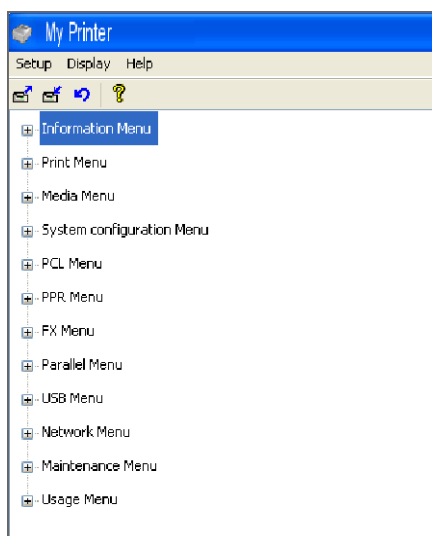 My Printer
Setup Display Help
Information Menu
Print Menu
Media Menu
System configuration Menu
PCL Menu
PPR Menu
FX Menu
Parallel Menu
USB Menu
Network Menu
Maintenance Menu
Usage Menu